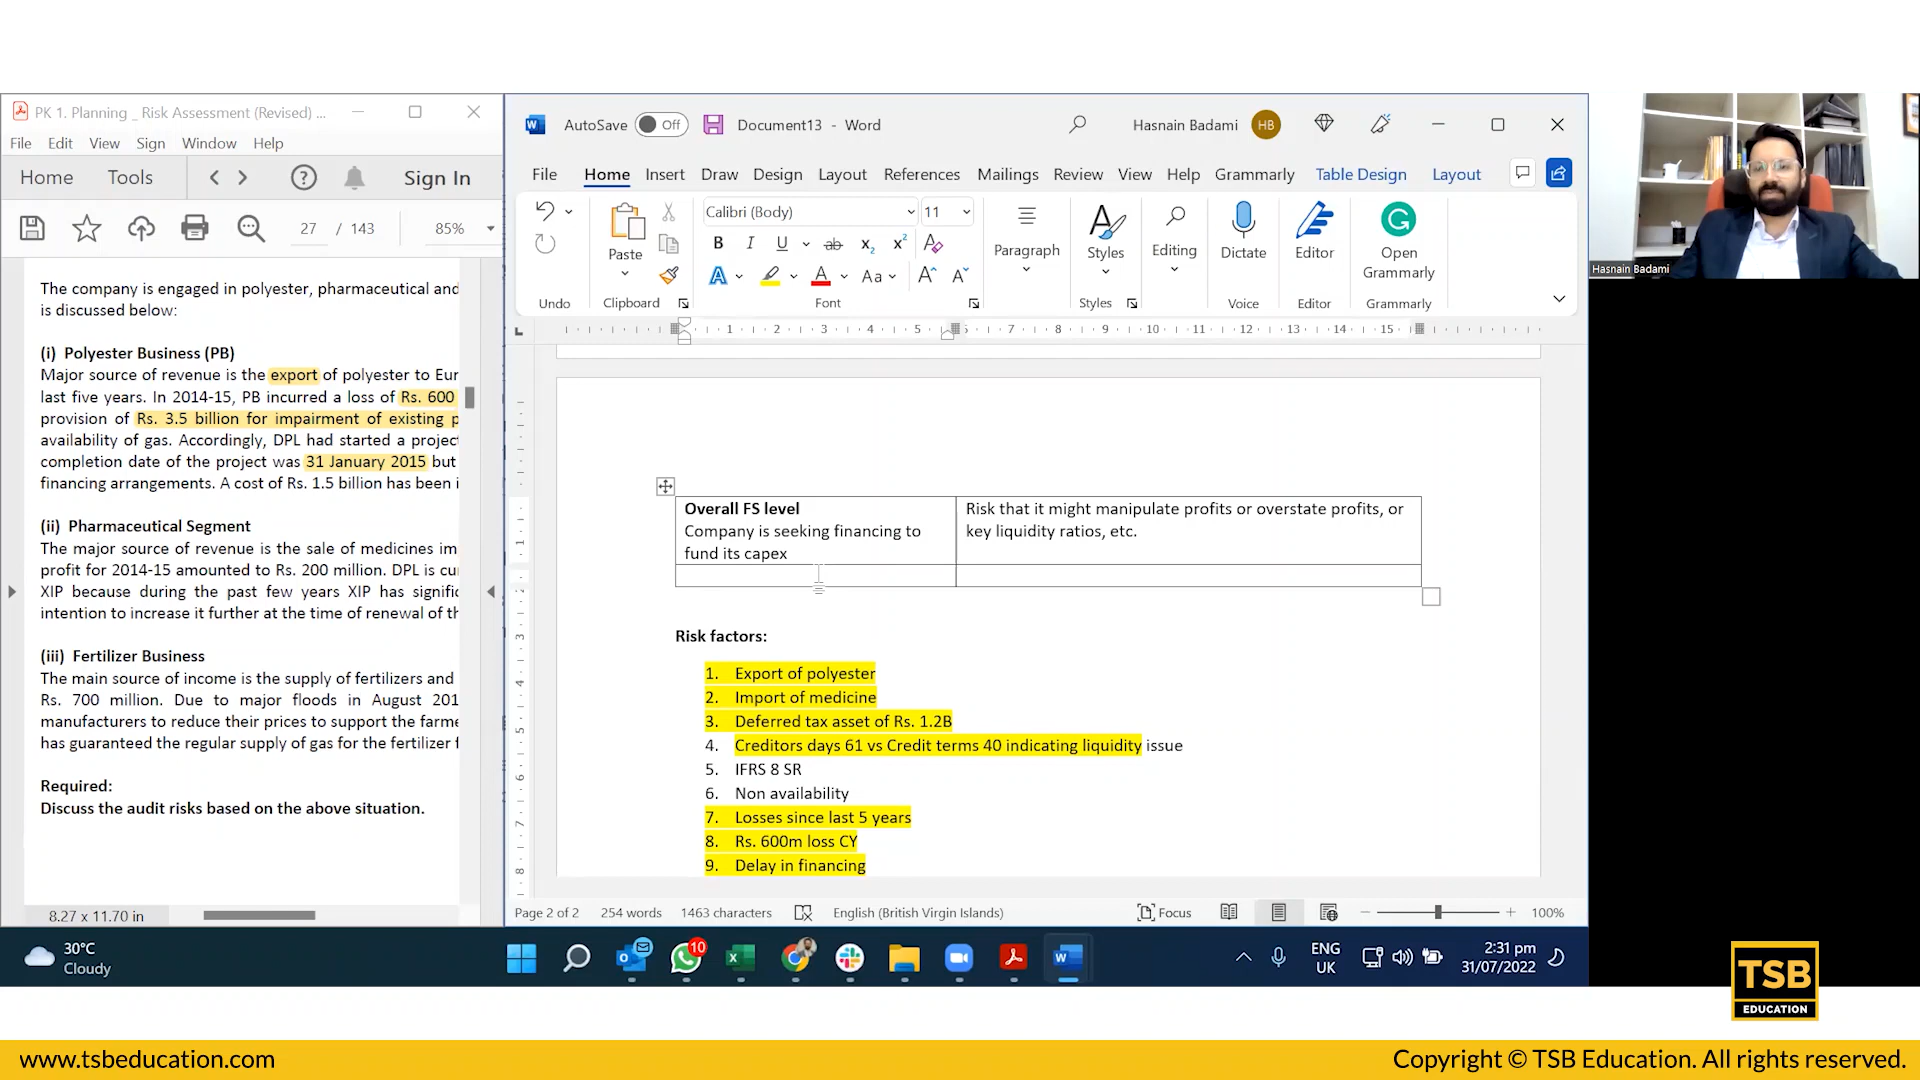 PK 1. Planning _ Risk Assessment (Revised) ...
File Edit View Sign Window Help
Home Tools Sign In
27 / 143 85%
The company is engaged in polyester, pharmaceutical and
is discussed below:
(i) Polyester Business (PB)
Major source of revenue is the export of polyester to Eur
last five years. In 2014-15, PB incurred a loss of Rs. 600
provision of Rs. 3.5 billion for impairment of existing p
availability of gas. Accordingly, DPL had started a project
completion date of the project was 31 January 2015 but
financing arrangements. A cost of Rs. 1.5 billion has been i
(ii) Pharmaceutical Segment
The major source of revenue is the sale of medicines im
profit for 2014-15 amounted to Rs. 200 million. DPL is cu
XIP because during the past few years XIP has signific
intention to increase it further at the time of renewal of th
(iii) Fertilizer Business
The main source of income is the supply of fertilizers and
Rs. 700 million. Due to major floods in August 201
manufacturers to reduce their prices to support the farme
has guaranteed the regular supply of gas for the fertilizer f
Required:
Discuss the audit risks based on the above situation.
8.27 x 11.70 in
AutoSave Off Document13 - Word Hasnain Badami HB
File Home Insert Draw Design Layout References Mailings Review View Help Grammarly Table Design Layout
Calibri (Body) 11
Paste Paragraph Styles Editing Dictate Editor Open Grammarly
Undo Clipboard Font Styles Voice Editor Grammarly
1 2 3 4 5 7 8 9 10 11 12 13 14 15
Overall FS level
Company is seeking financing to
fund its capex
Risk that it might manipulate profits or overstate profits, or
key liquidity ratios, etc.
Risk factors:
1. Export of polyester
2. Import of medicine
3. Deferred tax asset of Rs. 1.2B
4. Creditors days 61 vs Credit terms 40 indicating liquidity issue
5. IFRS 8 SR
6. Non availability
7. Losses since last 5 years
8. Rs. 600m loss CY
9. Delay in financing
Page 2 of 2 254 words 1463 characters English (British Virgin Islands) Focus 100%
30°C
Cloudy
10
ENG
UK
2:31 pm
31/07/2022
Hasnain Badami
TSB
EDUCATION
www.tsbeducation.com
Copyright © TSB Education. All rights reserved.